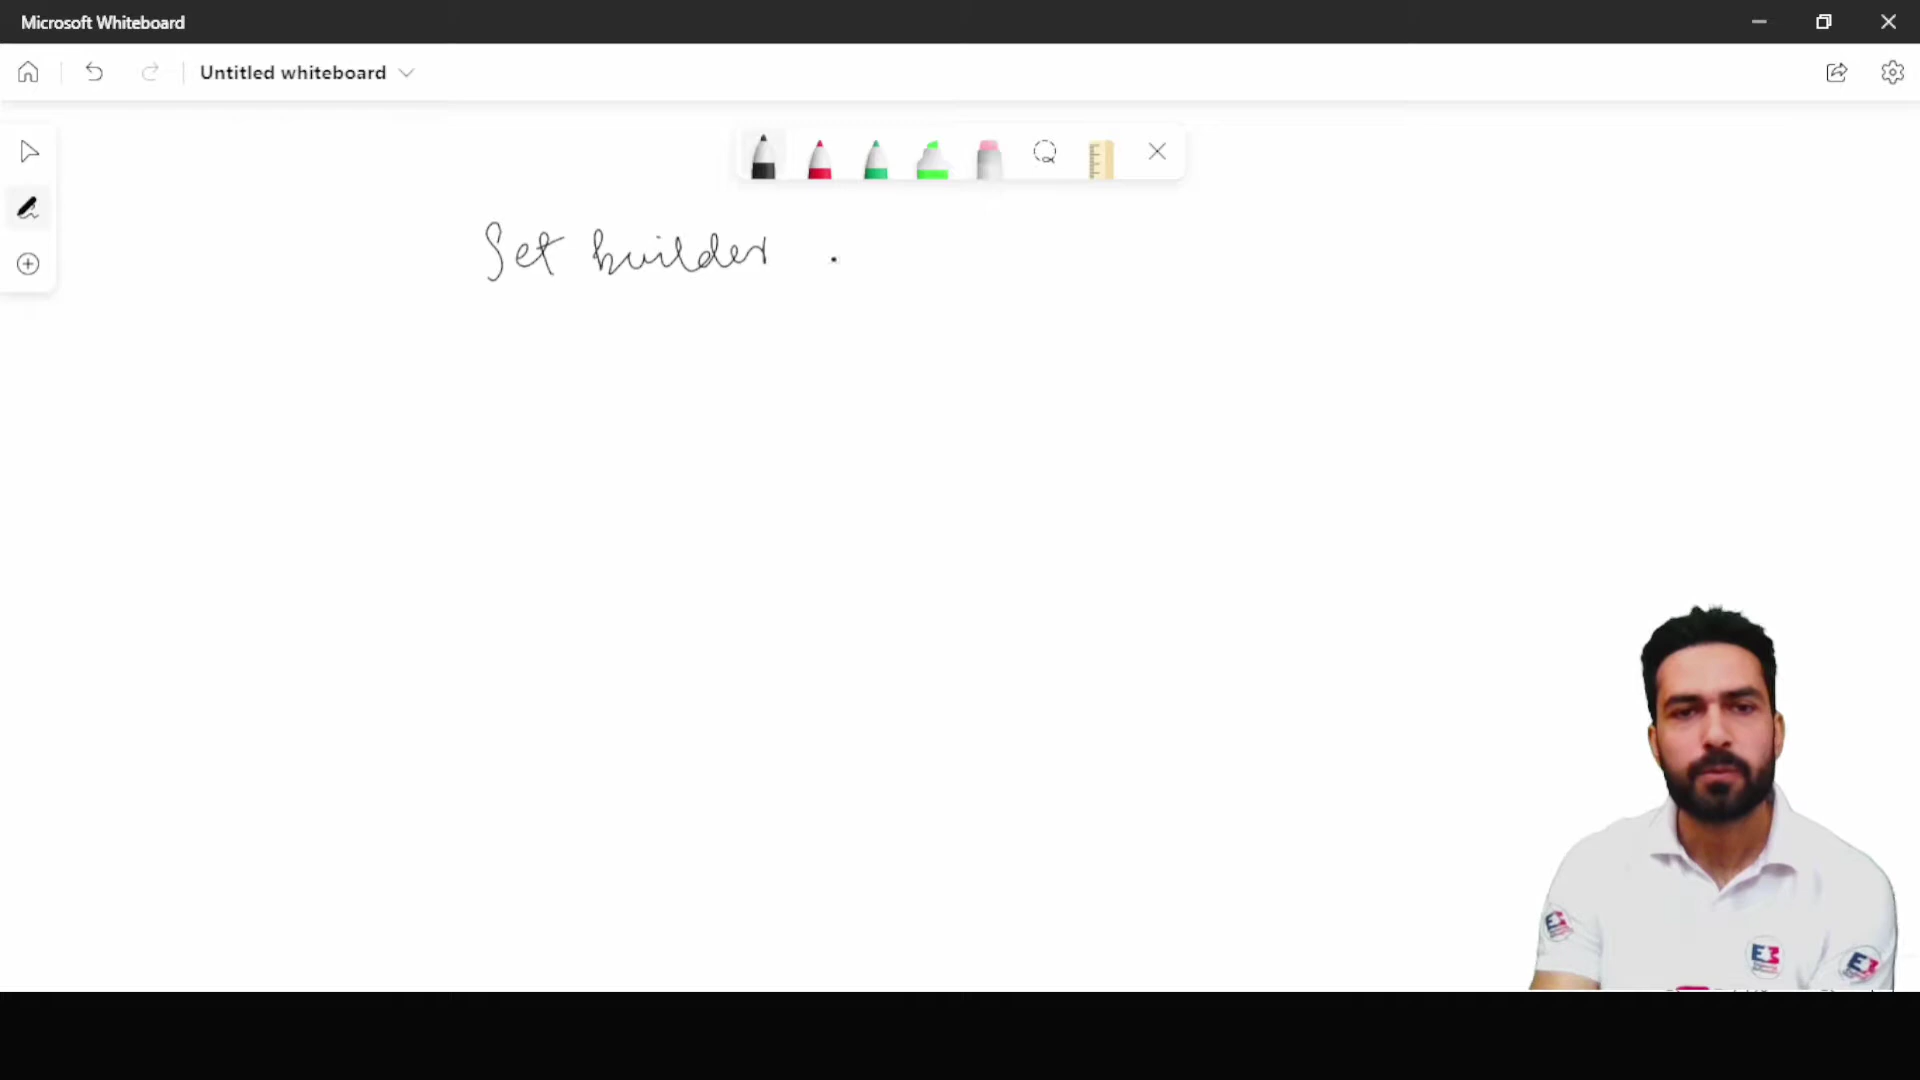 Microsoft Whiteboard
Untitled whiteboard
Set builder .